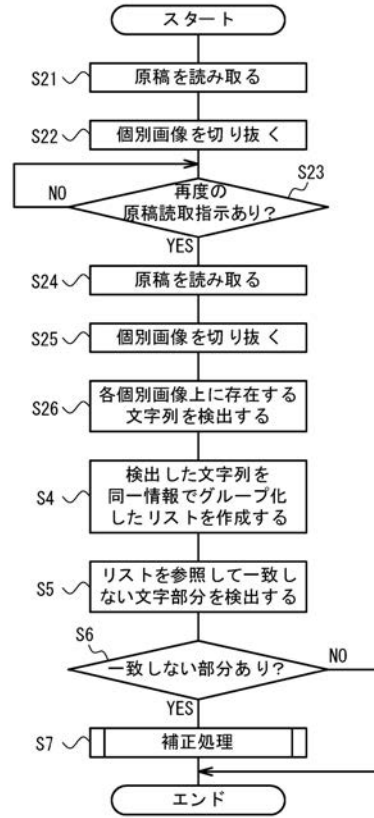 スタート
S21
原稿を読み取る
S22
個別画像を切り抜く
S23
再度の
原稿読取指示あり?
NO
YES
S24
原稿を読み取る
S25
個別画像を切り抜く
S26
各個別画像上に存在する
文字列を検出する
S4
検出した文字列を
同一情報でグループ化
したリストを作成する
S5
リストを参照して一致し
ない文字部分を検出する
S6
一致しない部分あり?
NO
YES
S7
補正処理
エンド